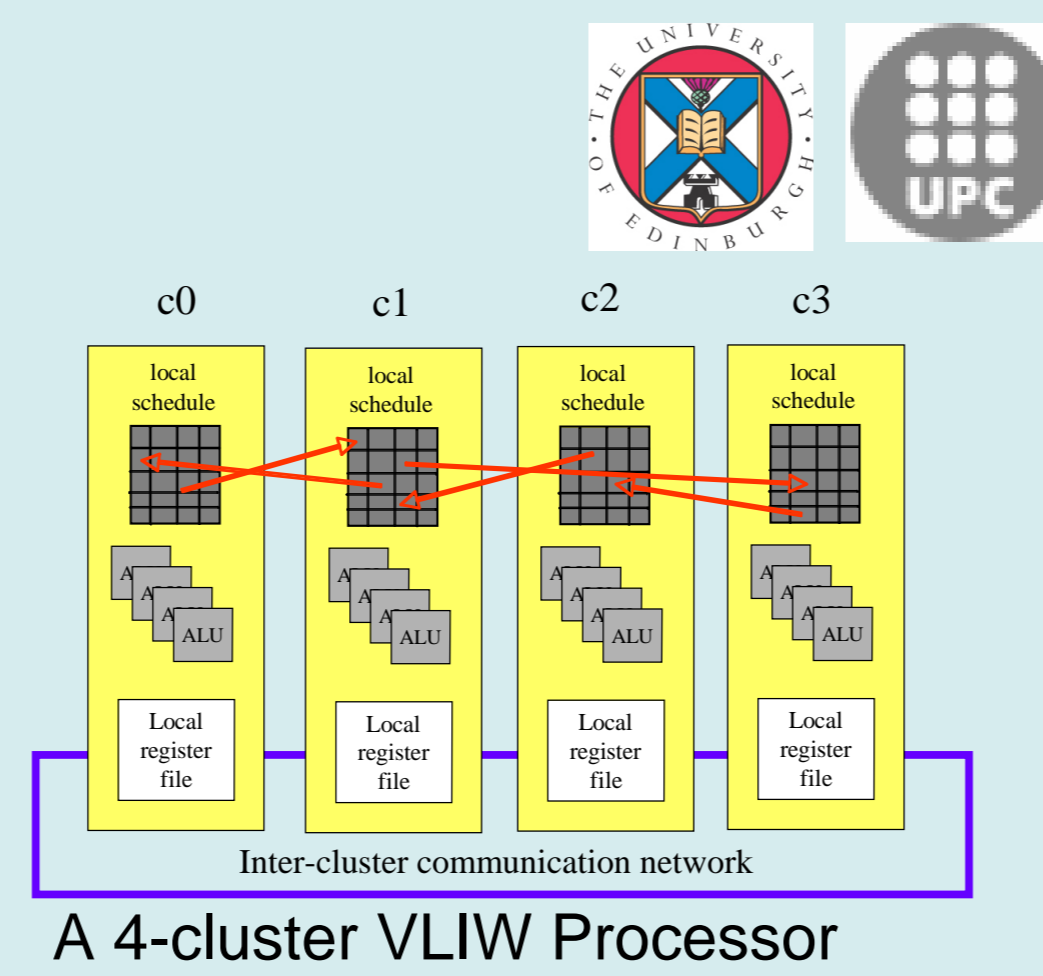 THE UNIVERSITY
OF EDINBURGH
UPC
c0 c1 c2 c3
local local local local
schedule schedule schedule schedule
A A A A
A A A A
A A A A
ALU ALU ALU ALU
Local Local Local Local
register register register register
file file file file
Inter-cluster communication network
A 4-cluster VLIW Processor